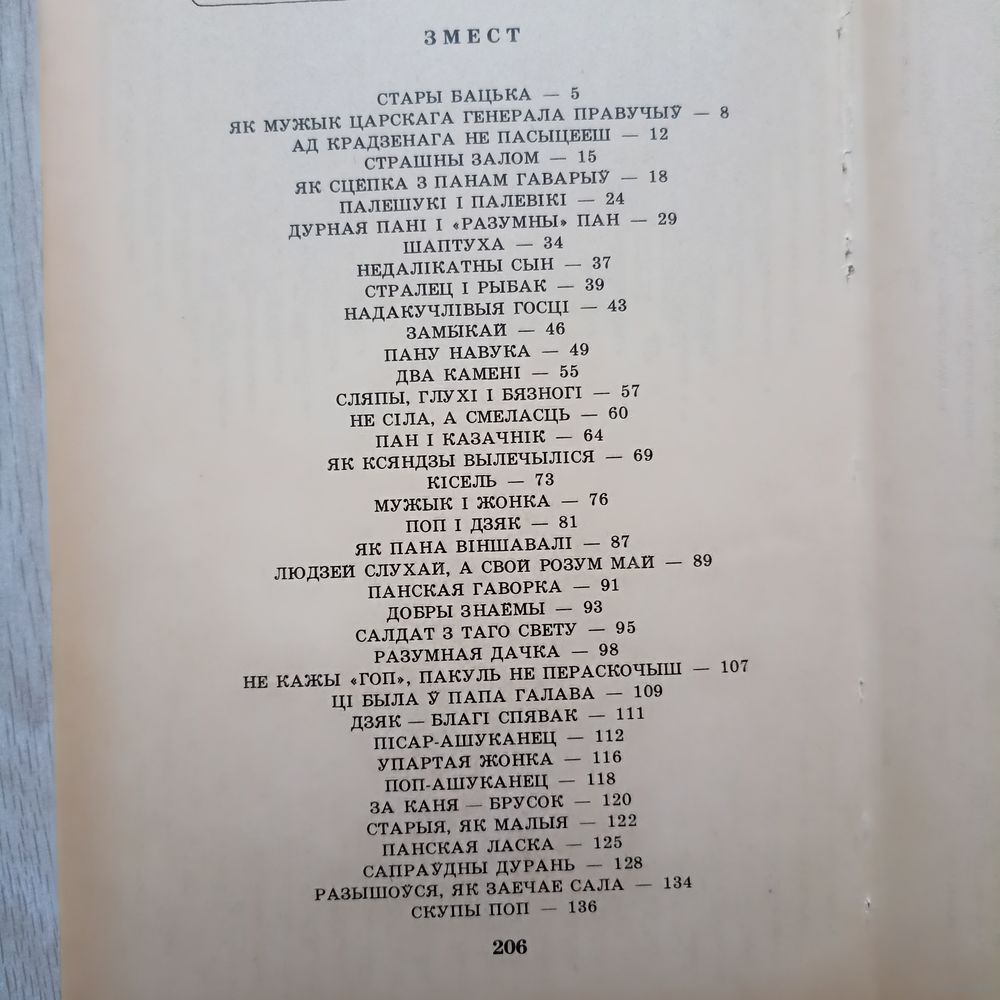 ЗМЕСТ
СТАРЫ БАЦЬКА — 5
ЯК МУЖЫК ЦАРСКАГА ГЕНЕРАЛА ПРАВУЧЫЎ — 8
АД КРАДЗЕНАГА НЕ ПАСЫЦЕЕШ — 12
СТРАШНЫ ЗАЛОМ — 15
ЯК СЦЁПКА З ПАНАМ ГАВАРЫЎ — 18
ПАЛЕШУКІ І ПАЛЕВІКІ — 24
ДУРНАЯ ПАНІ І «РАЗУМНЫ» ПАН — 29
ШАПТУХА — 34
НЕДАЛІКАТНЫ СЫН — 37
СТРАЛЕЦ І РЫБАК — 39
НАДАКУЧЛІВЫЯ ГОСЦІ — 43
ЗАМЫКАЙ — 46
ПАНУ НАВУКА — 49
ДВА КАМЕНІ — 55
СЛЯПЫ, ГЛУХІ І БЯЗНОГІ — 57
НЕ СІЛА, А СМЕЛАСЦЬ — 60
ПАН І КАЗАЧНІК — 64
ЯК КСЯНДЗЫ ВЫЛЕЧЫЛІСЯ — 69
КІСЕЛЬ — 73
МУЖЫК І ЖОНКА — 76
ПОП І ДЗЯК — 81
ЯК ПАНА ВІНШАВАЛІ — 87
ЛЮДЗЕЙ СЛУХАЙ, А СВОЙ РОЗУМ МАЙ — 89
ПАНСКАЯ ГАВОРКА — 91
ДОБРЫ ЗНАЁМЫ — 93
САЛДАТ З ТАГО СВЕТУ — 95
РАЗУМНАЯ ДАЧКА — 98
НЕ КАЖЫ «ГОП», ПАКУЛЬ НЕ ПЕРАСКОЧЫШ — 107
ЦІ БЫЛА Ў ПАПА ГАЛАВА — 109
ДЗЯК — БЛАГІ СПЯВАК — 111
ПІСАР-АШУКАНЕЦ — 112
УПАРТАЯ ЖОНКА — 116
ПОП-АШУКАНЕЦ — 118
ЗА КАНЯ — БРУСОК — 120
СТАРЫЯ, ЯК МАЛЫЯ — 122
ПАНСКАЯ ЛАСКА — 125
САПРАЎДНЫ ДУРАНЬ — 128
РАЗЫШОЎСЯ, ЯК ЗАЕЧАЕ САЛА — 134
СКУПЫ ПОП — 136
206